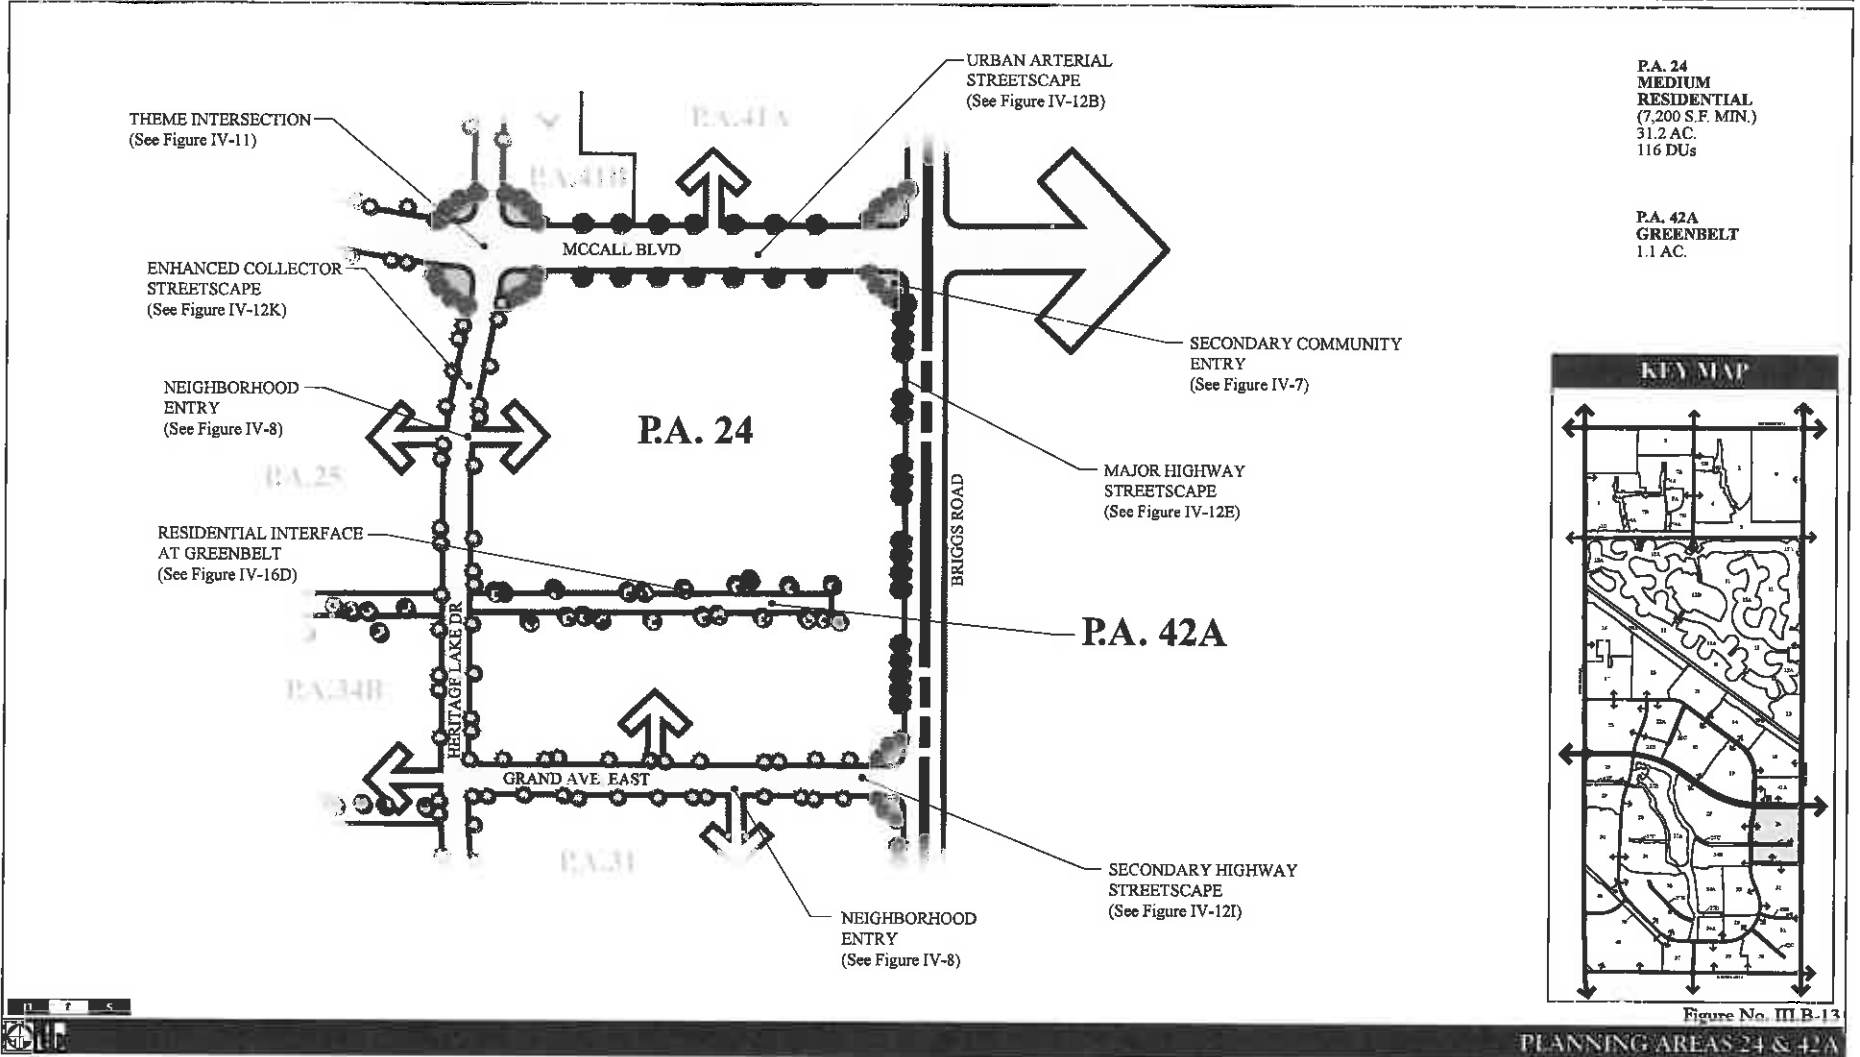 URBAN ARTERIAL
STREETSCAPE
(See Figure IV-12B)
P.A. 24
MEDIUM
RESIDENTIAL
(7,200 S.F. MIN.)
31.2 AC.
116 DUs
THEME INTERSECTION
(See Figure IV-11)
P.A.41A
P.A.41B
P.A. 42A
GREENBELT
1.1 AC.
MCCALL BLVD
ENHANCED COLLECTOR
STREETSCAPE
(See Figure IV-12K)
SECONDARY COMMUNITY
ENTRY
(See Figure IV-7)
KEY MAP
NEIGHBORHOOD
ENTRY
(See Figure IV-8)
P.A. 24
P.A.25
MAJOR HIGHWAY
STREETSCAPE
(See Figure IV-12E)
BRIGGS ROAD
RESIDENTIAL INTERFACE
AT GREENBELT
(See Figure IV-16D)
P.A. 42A
HERITAGE LAKE DR
P.A.34B
GRAND AVE EAST
P.A.31
SECONDARY HIGHWAY
STREETSCAPE
(See Figure IV-12I)
NEIGHBORHOOD
ENTRY
(See Figure IV-8)
Figure No. III.B-13
PLANNING AREAS 24 & 42A